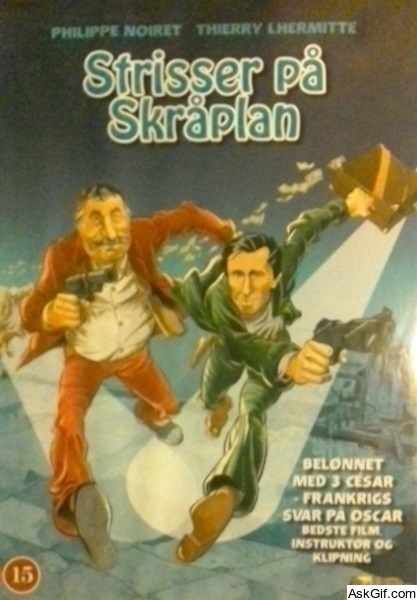 PHILIPPE NOIRET THIERRY LHERMITTE
Strisser på
Skråplan
BELØNNET
MED 3 CÉSAR
- FRANKRIGS
SVAR PÅ OSCAR
BEDSTE FILM,
INSTRUKTØR OG
KLIPNING
15
AskGif.com